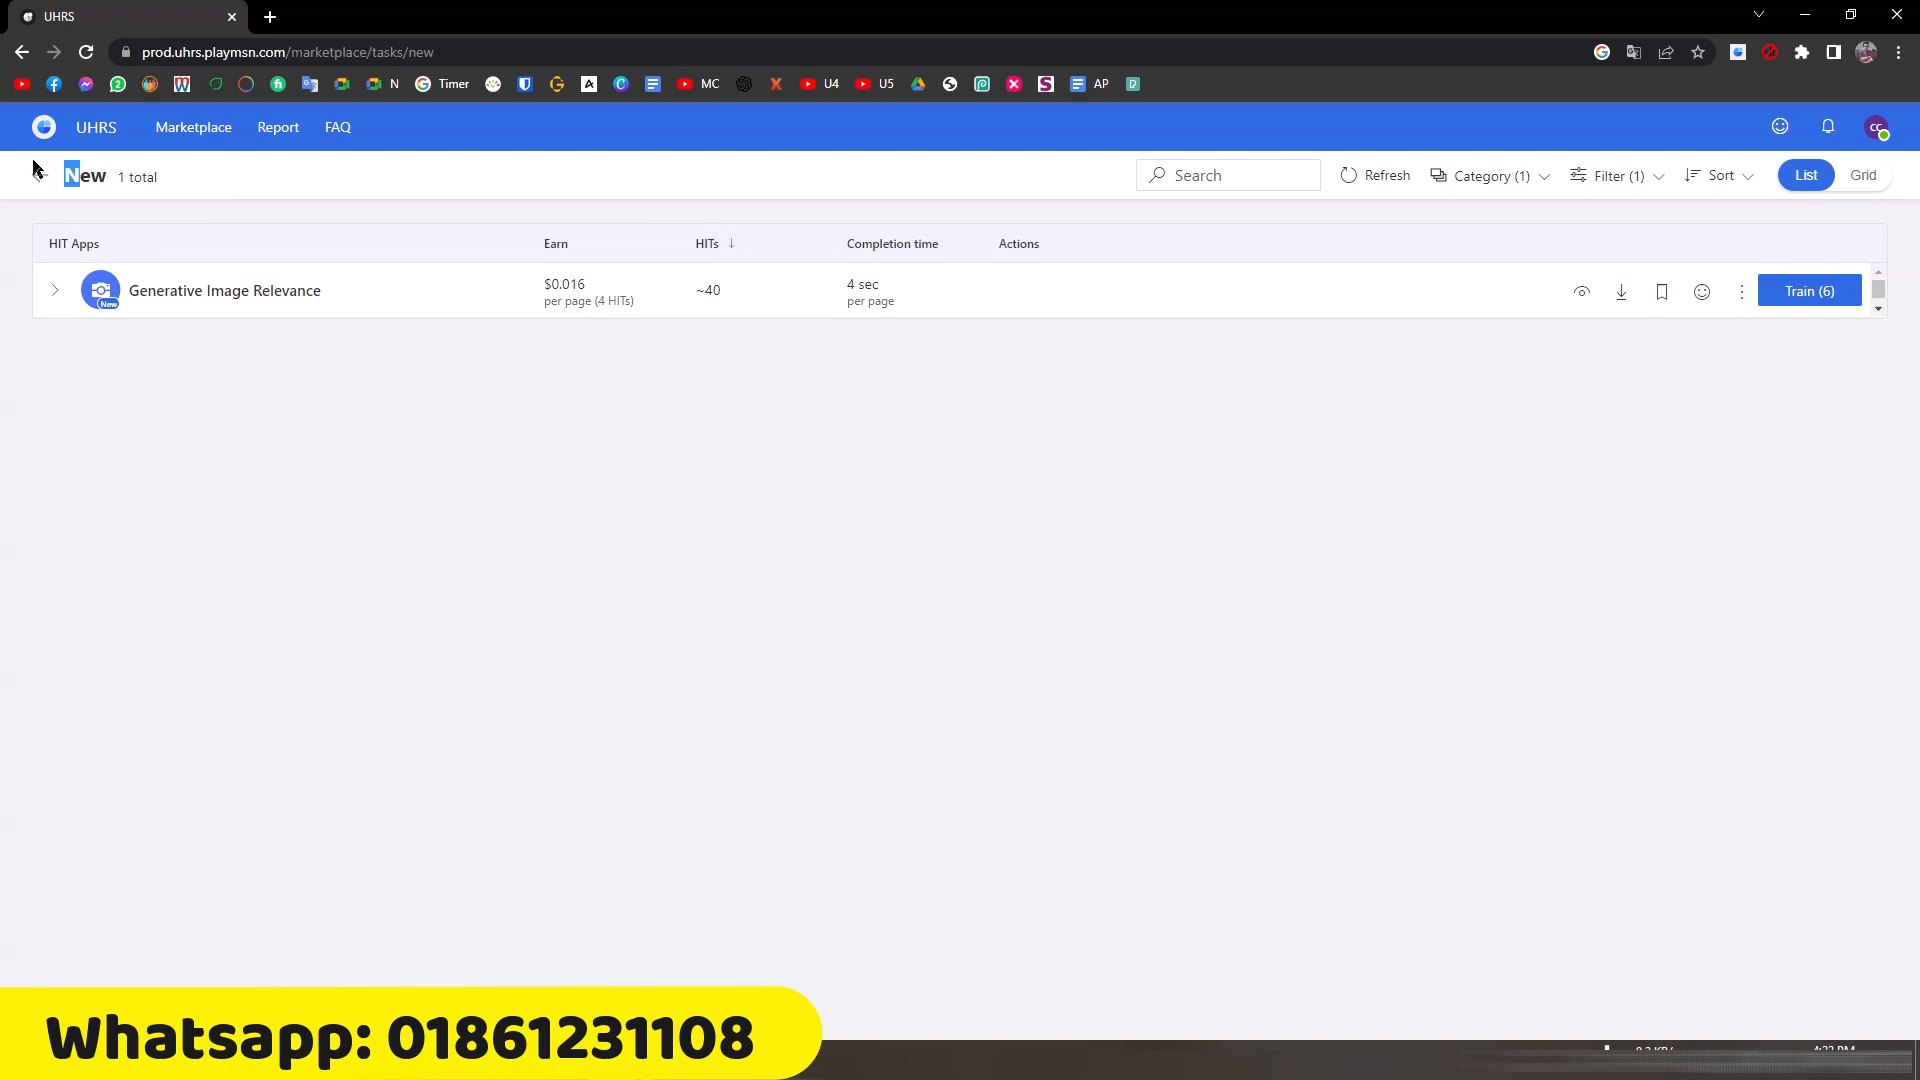 UHRS
prod.uhrs.playmsn.com/marketplace/tasks/new
N Timer MC U4 U5 AP
UHRS Marketplace Report FAQ CC
New 1 total Search Refresh Category (1) Filter (1) Sort List Grid
HIT Apps Earn HITs Completion time Actions
Generative Image Relevance $0.016 ~40 4 sec Train (6)
New per page (4 HITs) per page
Whatsapp: 01861231108